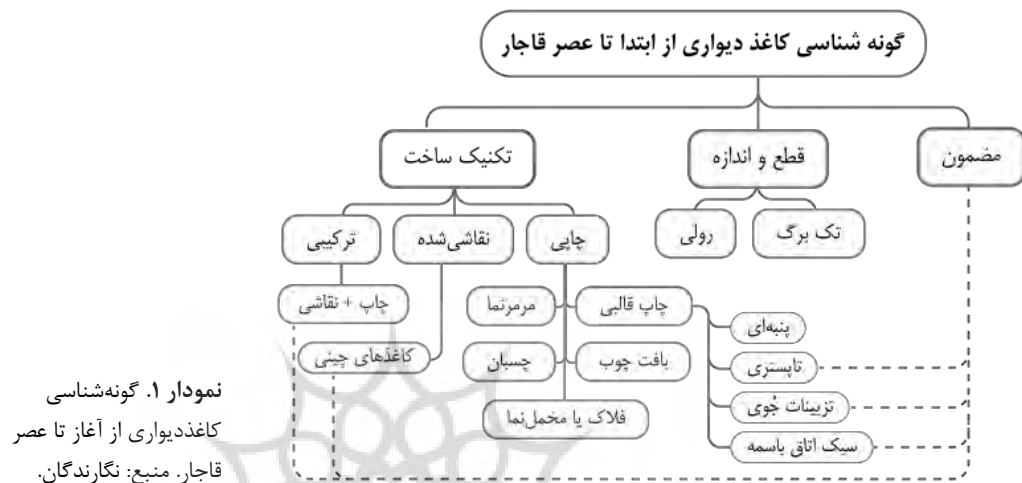 گونه شناسی کاغذ دیواری از ابتدا تا عصر قاجار
مضمون
قطع و اندازه
تکنیک ساخت
تک برگ
رولی
چاپی
نقاشی‌شده
ترکیبی
چاپ قالبی
مرمرنما
چاپ + نقاشی
پنبه‌ای
بافت چوب
چسبان
کاغذهای چینی
تاپستری
فلاک یا مخمل‌نما
تزیینات جُوی
سبک اتاق باسمه
نمودار ۱. گونه‌شناسی
کاغذدیواری از آغاز تا عصر
قاجار. منبع: نگارندگان.